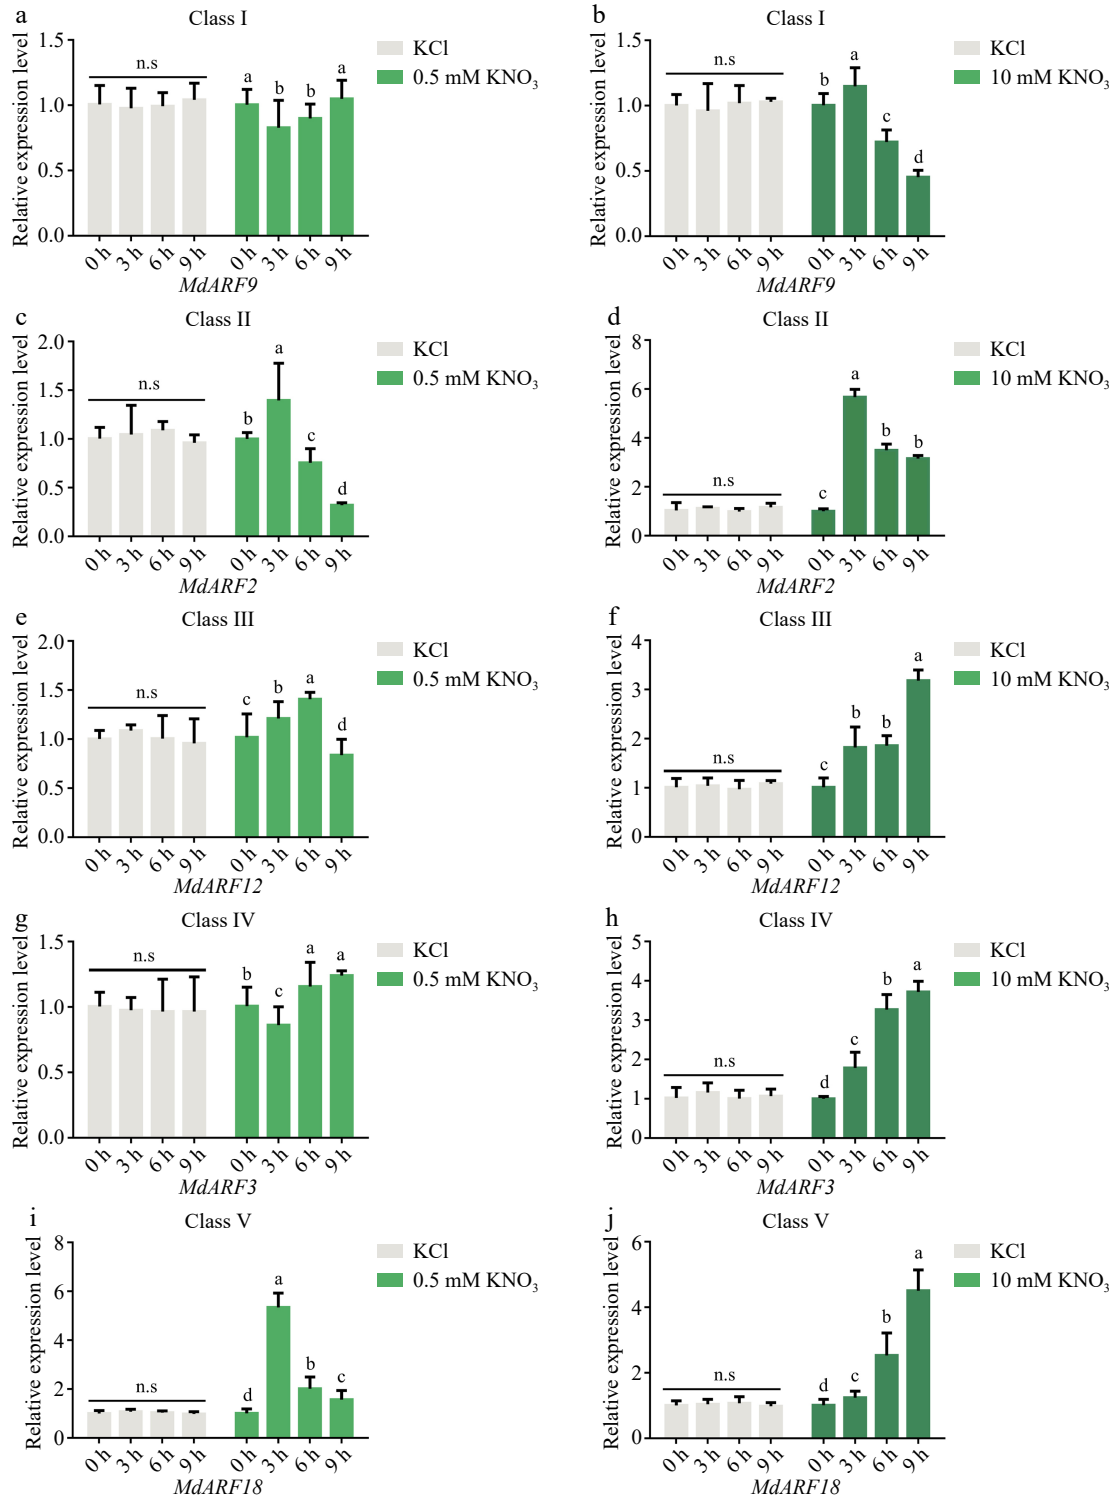 a
Class I
Relative expression level
1.5
1.0
0.5
0.0
n.s
a
b
b
a
0 h
3 h
6 h
9 h
0 h
3 h
6 h
9 h
MdARF9
KCl
0.5 mM KNO₃
b
Class I
Relative expression level
1.5
1.0
0.5
0.0
n.s
b
a
c
d
0 h
3 h
6 h
9 h
0 h
3 h
6 h
9 h
MdARF9
KCl
10 mM KNO₃
c
Class II
Relative expression level
2.0
1.5
1.0
0.5
0.0
n.s
b
a
c
d
0 h
3 h
6 h
9 h
0 h
3 h
6 h
9 h
MdARF2
KCl
0.5 mM KNO₃
d
Class II
Relative expression level
8
6
4
2
0
n.s
c
a
b
b
0 h
3 h
6 h
9 h
0 h
3 h
6 h
9 h
MdARF2
KCl
10 mM KNO₃
e
Class III
Relative expression level
2.0
1.5
1.0
0.5
0.0
n.s
c
b
a
d
0 h
3 h
6 h
9 h
0 h
3 h
6 h
9 h
MdARF12
KCl
0.5 mM KNO₃
f
Class III
Relative expression level
4
3
2
1
0
n.s
c
b
b
a
0 h
3 h
6 h
9 h
0 h
3 h
6 h
9 h
MdARF12
KCl
10 mM KNO₃
g
Class IV
Relative expression level
1.5
1.0
0.5
0.0
n.s
b
c
a
a
0 h
3 h
6 h
9 h
0 h
3 h
6 h
9 h
MdARF3
KCl
0.5 mM KNO₃
h
Class IV
Relative expression level
5
4
3
2
1
0
n.s
d
c
b
a
0 h
3 h
6 h
9 h
0 h
3 h
6 h
9 h
MdARF3
KCl
10 mM KNO₃
i
Class V
Relative expression level
8
6
4
2
0
n.s
d
a
b
c
0 h
3 h
6 h
9 h
0 h
3 h
6 h
9 h
MdARF18
KCl
0.5 mM KNO₃
j
Class V
Relative expression level
6
4
2
0
n.s
d
c
b
a
0 h
3 h
6 h
9 h
0 h
3 h
6 h
9 h
MdARF18
KCl
10 mM KNO₃